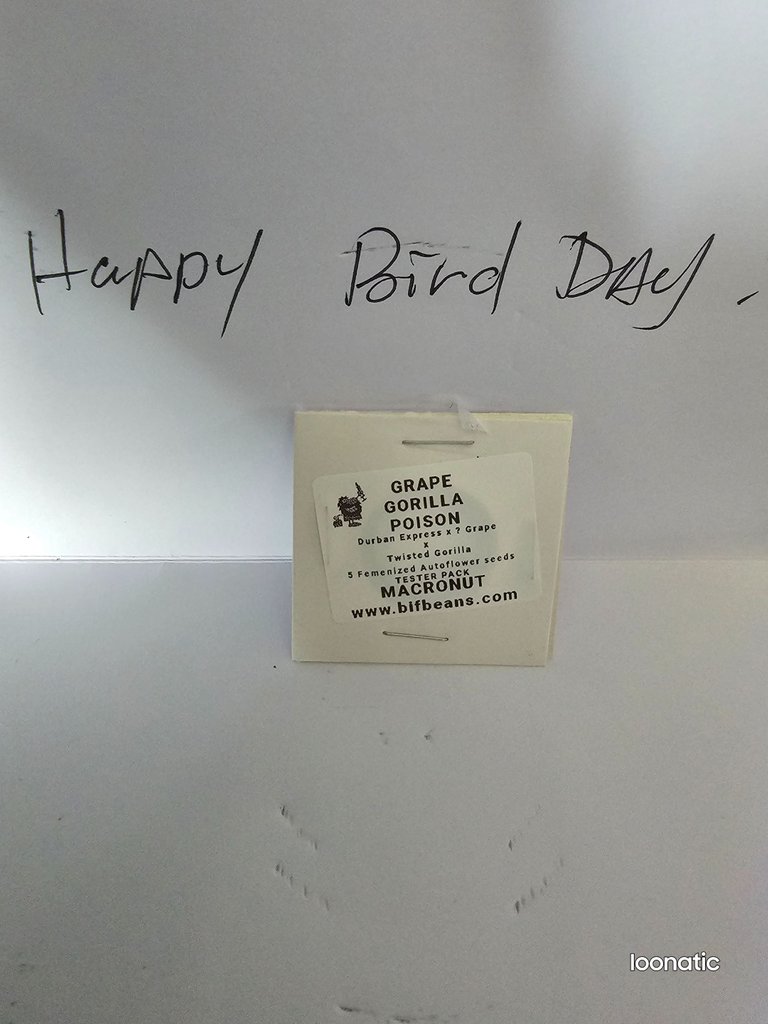 Happy Bird DAy.
GRAPE
GORILLA
POISON
Durban Express x ? Grape
x
Twisted Gorilla
5 Femenized Autoflower seeds
TESTER PACK
MACRONUT
www.bifbeans.com
loonatic